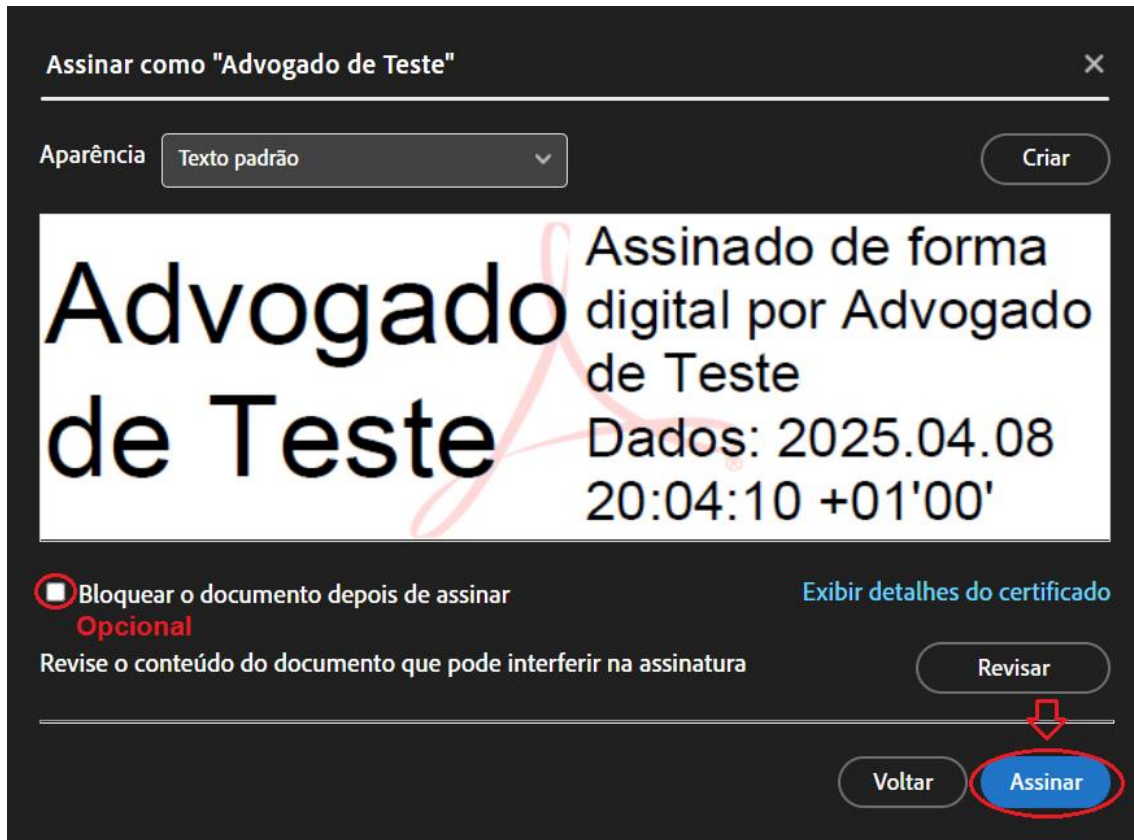 Assinar como "Advogado de Teste"
Aparência
Texto padrão
Criar
Advogado
de Teste
Assinado de forma
digital por Advogado
de Teste
Dados: 2025.04.08
20:04:10 +01'00'
Bloquear o documento depois de assinar
Exibir detalhes do certificado
Opcional
Revise o conteúdo do documento que pode interferir na assinatura
Revisar
Voltar
Assinar